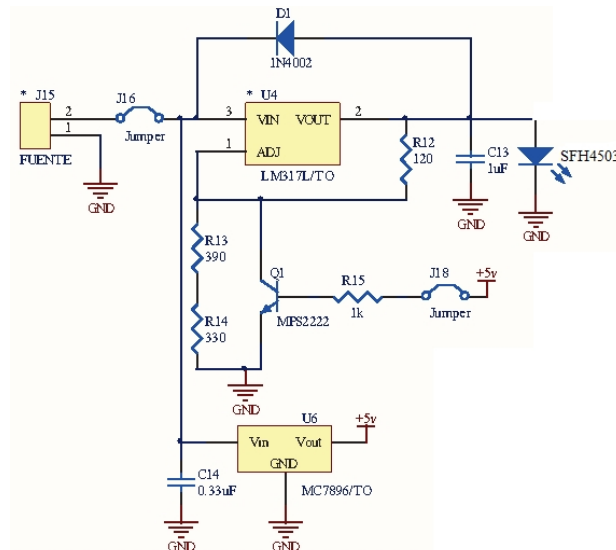 D1
1N4002
* J15
J16
* U4
2
1
Jumper
FUENTE
GND
3
VIN
VOUT
2
1
ADJ
LM317L/TO
R12
120
C13
1uF
SFH4503
GND
GND
R13
390
Q1
R15
1k
J18
+5v
Jumper
MPS2222
R14
330
GND
U6
+5v
Vin
Vout
GND
C14
0.33uF
MC7896/TO
GND
GND